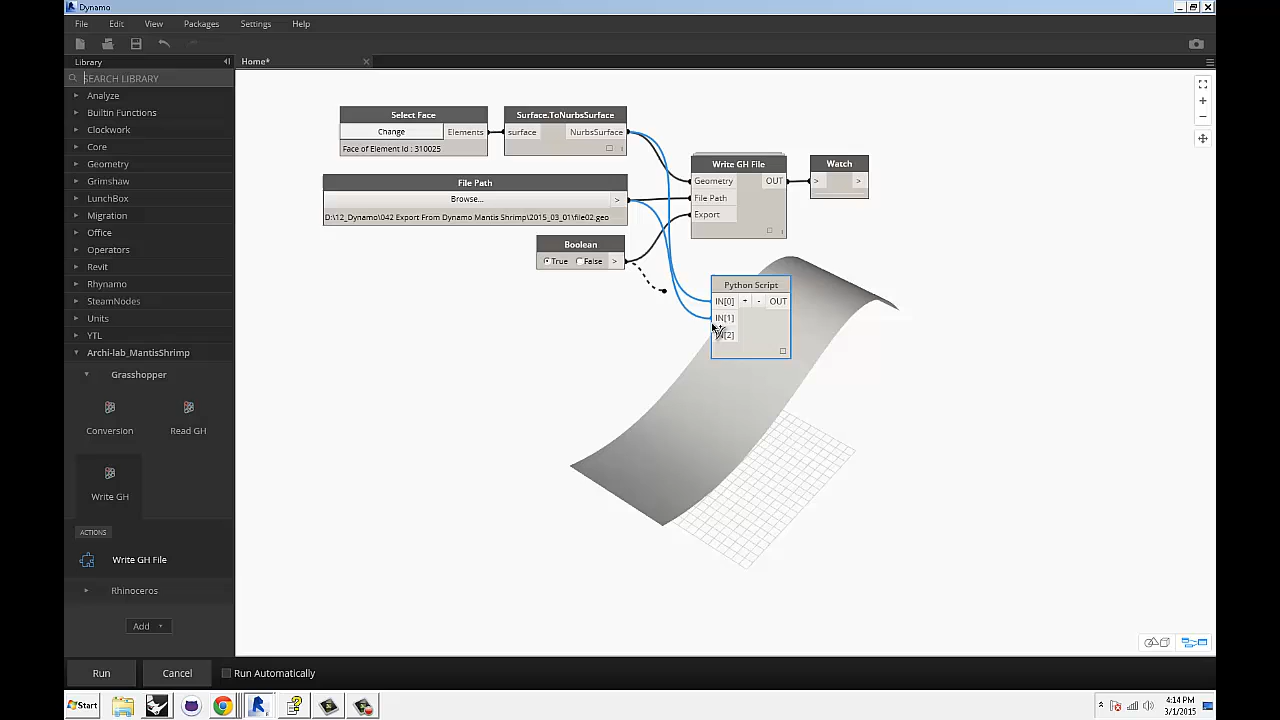 Dynamo
File Edit View Packages Settings Help
Library
Home*
SEARCH LIBRARY
Analyze
Builtin Functions
Clockwork
Core
Geometry
Grimshaw
LunchBox
Migration
Office
Operators
Revit
Rhynamo
SteamNodes
Units
YTL
Archi-lab_MantisShrimp
Grasshopper
Conversion Read GH
Write GH
ACTIONS
Write GH File
Rhinoceros
Add
Select Face
Change Elements
Face of Element Id : 310025
Surface.ToNurbsSurface
surface NurbsSurface
File Path
Browse... >
D:\12_Dynamo\042 Export From Dynamo Mantis Shrimp\2015_03_01\file02.geo
Boolean
True False >
Write GH File
Geometry OUT
File Path
Export
Watch
> >
Python Script
IN[0] + - OUT
IN[1]
IN[2]
Run Cancel Run Automatically
Start
4:14 PM
3/1/2015